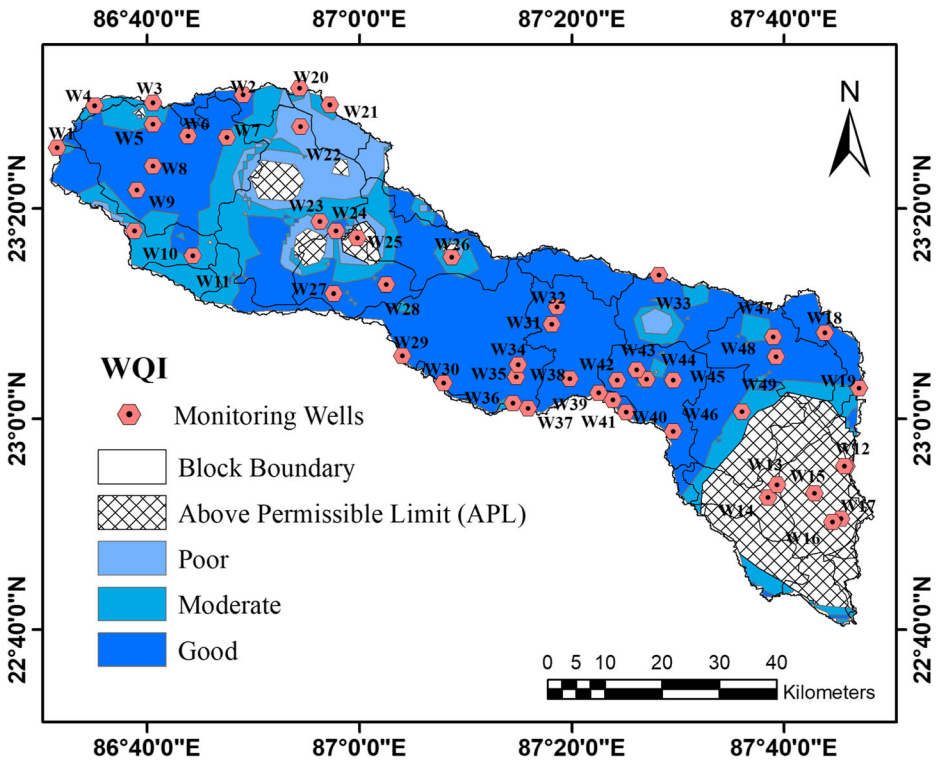 86°40'0"E 87°0'0"E 87°20'0"E 87°40'0"E
N
W20
W2
W3
W4
W21
W1
W5
W6
W7
W22
W8
W9
W23
W24
W25
W26
W10
W11
W27
W28
W32
W33
W31
W47
W18
W48
W29
W34
W42
W43
W44
W30
W35
W38
W45
W49
W19
W36
W39
W37
W41
W40
W46
W12
W13
W15
W14
W17
W16
23°20'0"N
23°0'0"N
22°40'0"N
23°20'0"N
23°0'0"N
22°40'0"N
WQI
Monitoring Wells
Block Boundary
Above Permissible Limit (APL)
Poor
Moderate
Good
0 5 10 20 30 40
Kilometers
86°40'0"E 87°0'0"E 87°20'0"E 87°40'0"E